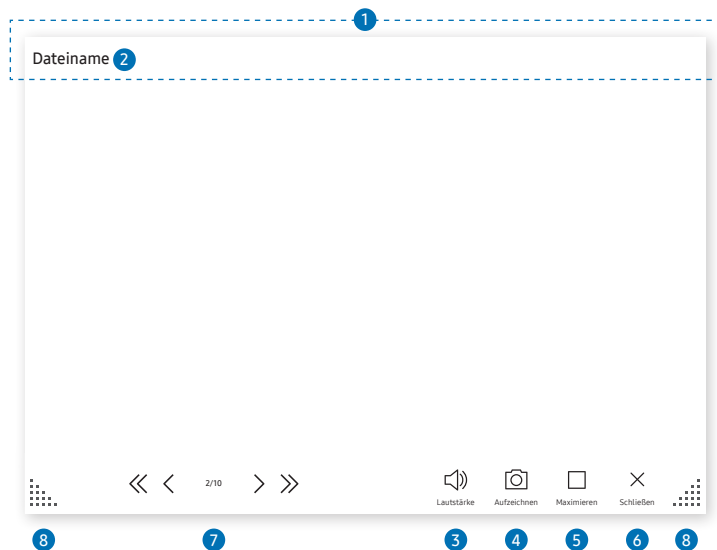 1
Dateiname 2
2/10
Lautstärke Aufzeichnen Maximieren Schließen
8 7 3 4 5 6 8